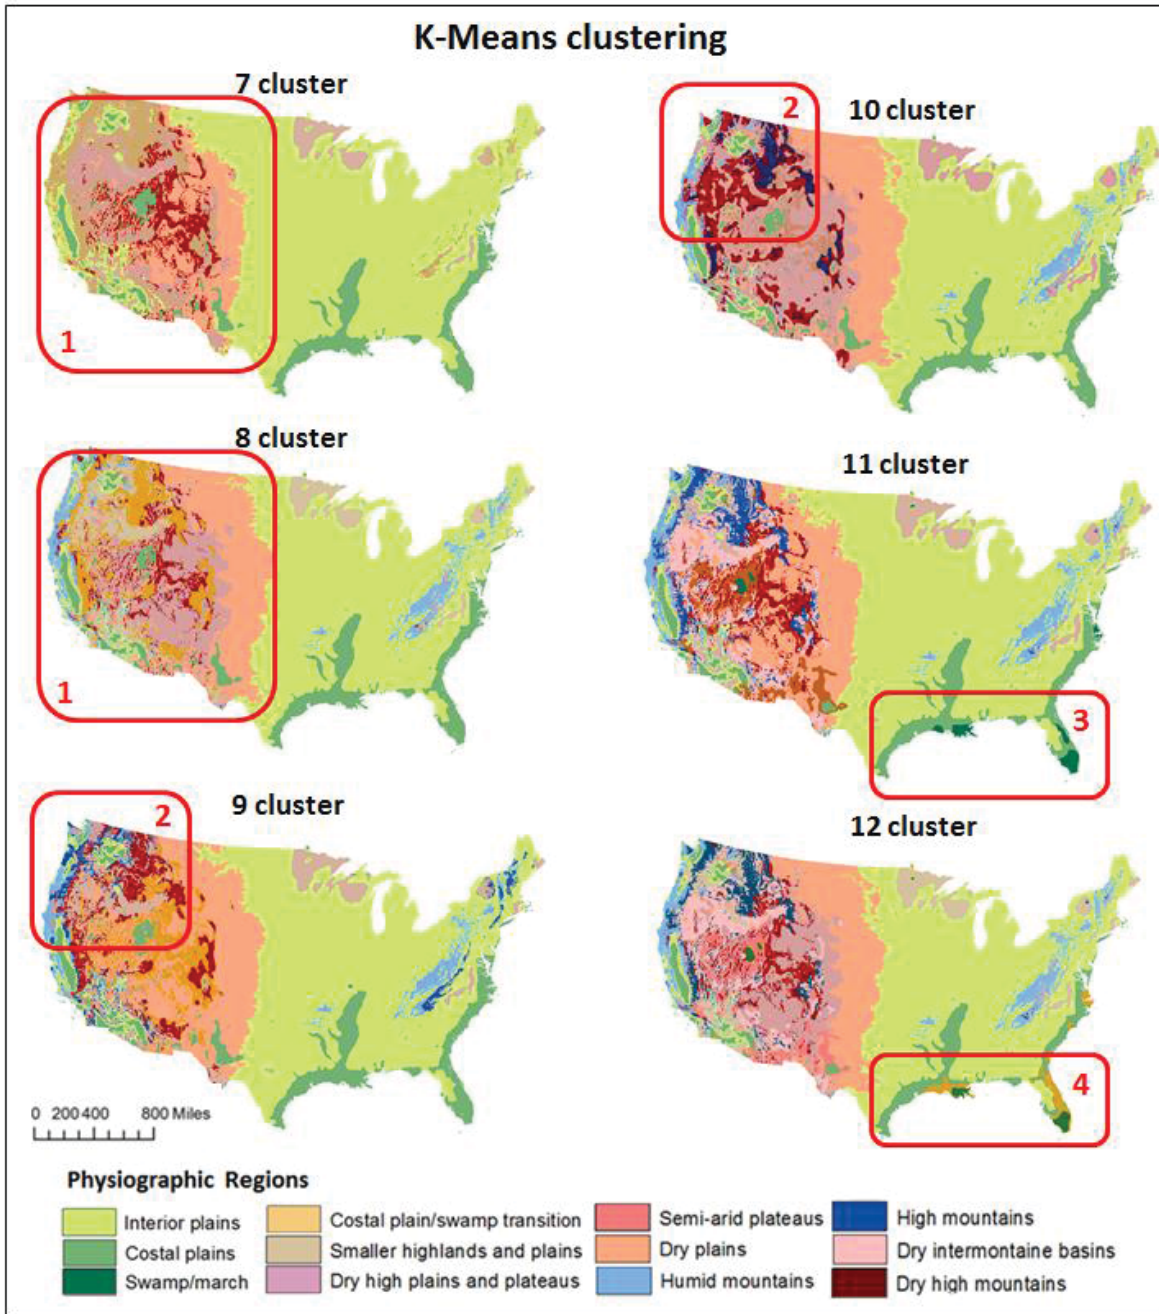 K-Means clustering
7 cluster
1
2
10 cluster
8 cluster
1
11 cluster
3
9 cluster
2
12 cluster
4
0 200 400 800 Miles
Physiographic Regions
Interior plains
Costal plains
Swamp/march
Costal plain/swamp transition
Smaller highlands and plains
Dry high plains and plateaus
Semi-arid plateaus
Dry plains
Humid mountains
High mountains
Dry intermontaine basins
Dry high mountains